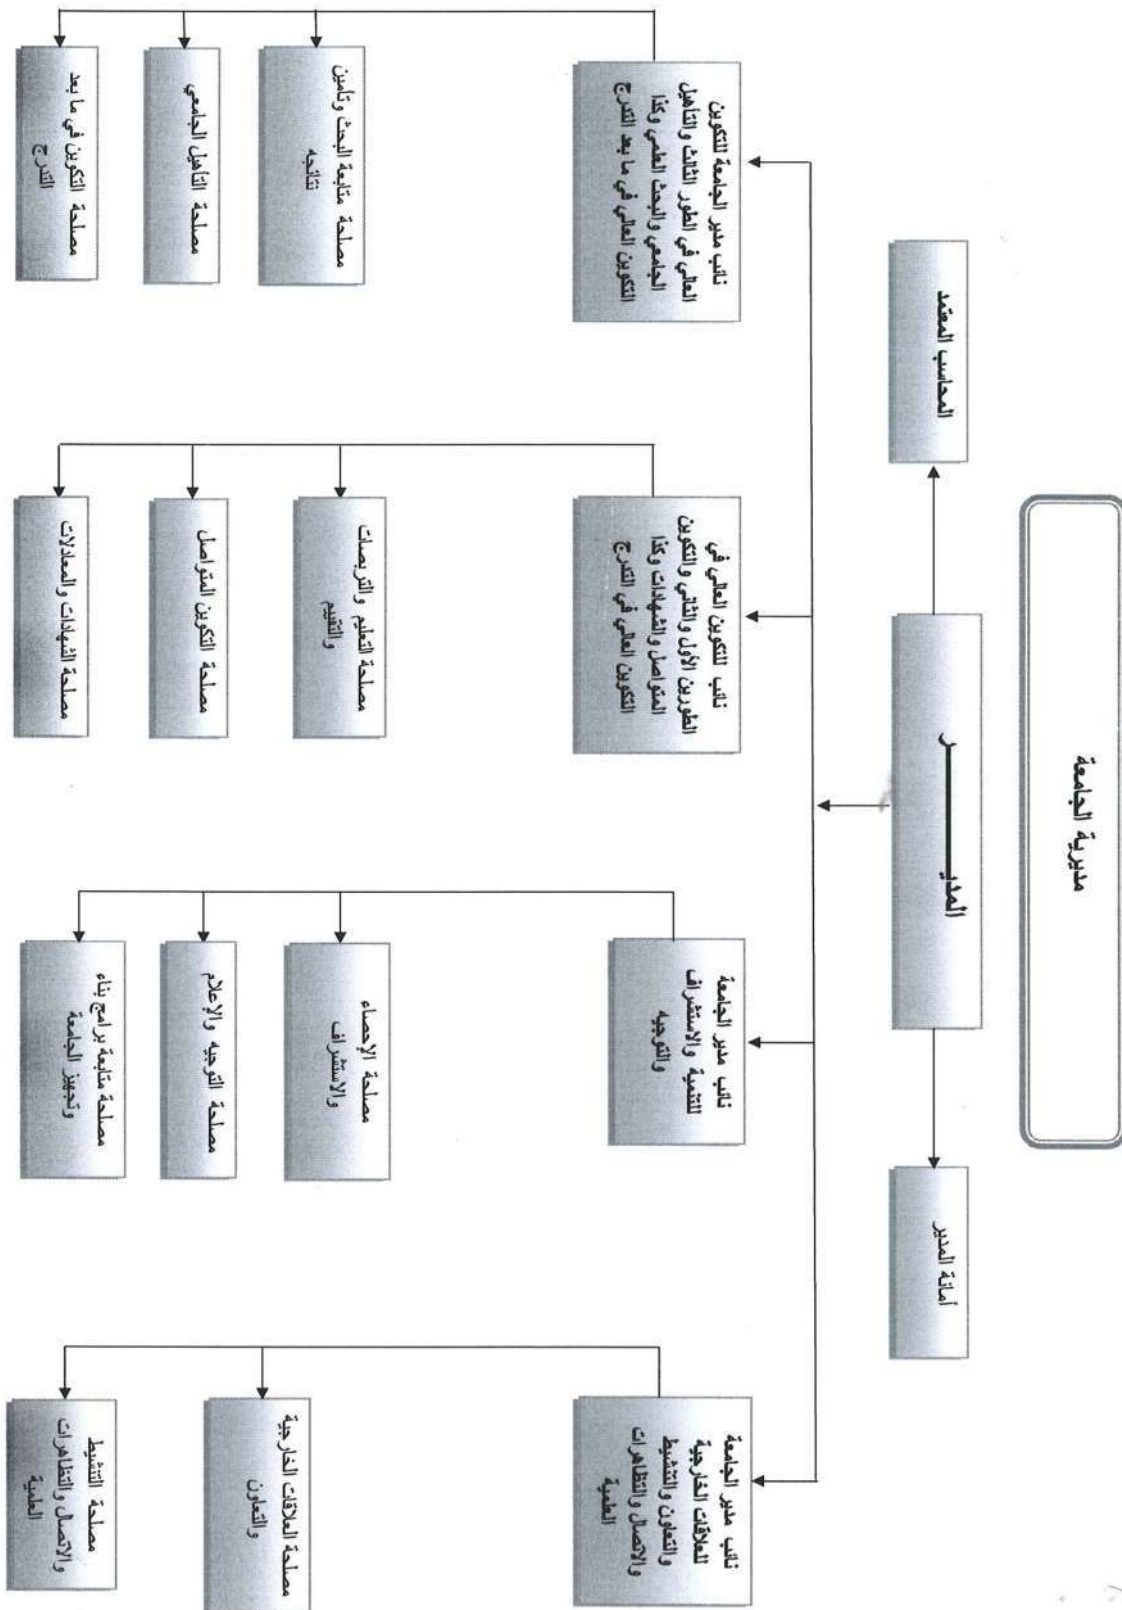 مديرية الجامعة
أمانة المدير
المديــــــــر
المحاسب المعتمد
نائب مدير الجامعة
للعلاقات الخارجية
والتعاون والتنشيط
والاتصال والتظاهرات
العلمية
نائب مدير الجامعة
للتنمية والاستشراف
والتوجيه
نائب للتكوين العالي في
الطورين الأول والثاني والتكوين
المتواصل والشهادات وكذا
التكوين العالي في التدرج
نائب مدير الجامعة للتكوين
العالي في الطور الثالث والتأهيل
الجامعي والبحث العلمي وكذا
التكوين العالي في ما بعد التدرج
مصلحة العلاقات الخارجية
والتعاون
مصلحة التنشيط
والاتصال والتظاهرات
العلمية
مصلحة الإحصاء
والاستشراف
مصلحة التوجيه والإعلام
مصلحة متابعة برامج بناء
وتجهيز الجامعة
مصلحة التعليم والتربصات
والتقييم
مصلحة التكوين المتواصل
مصلحة الشهادات والمعادلات
مصلحة متابعة البحث وتأمين
نتائجه
مصلحة التأهيل الجامعي
مصلحة التكوين في ما بعد
التدرج